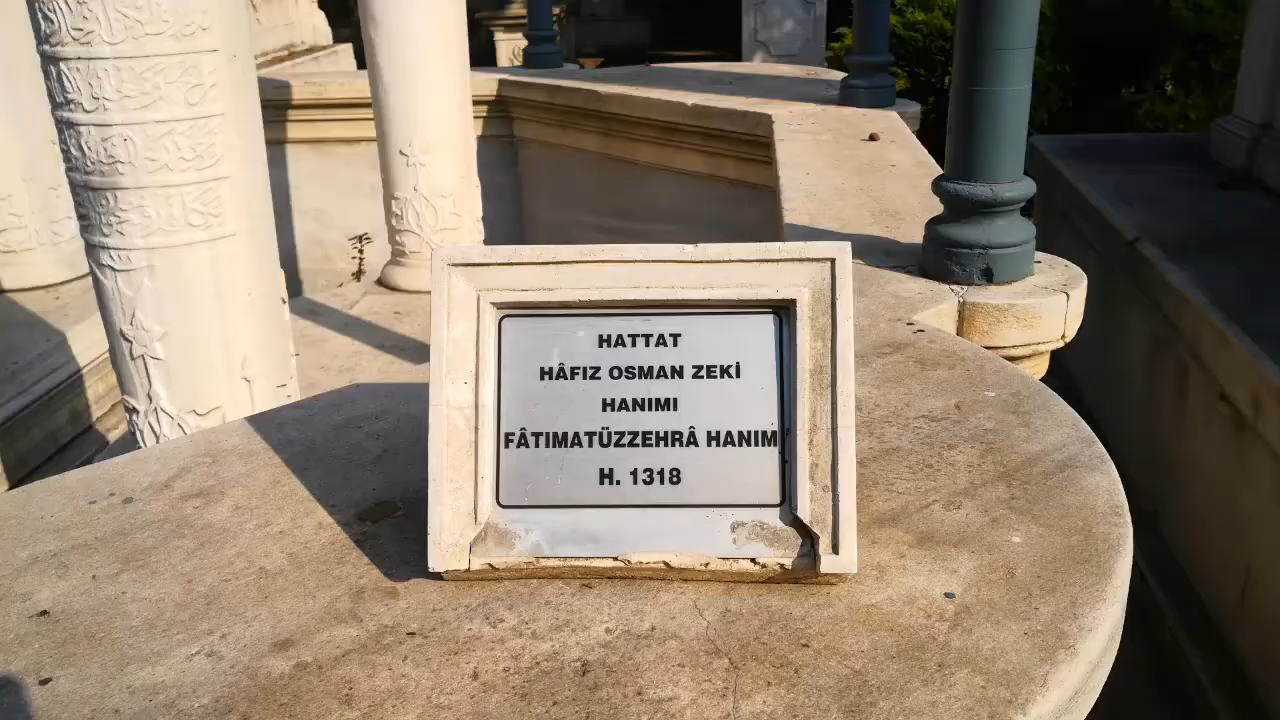 HATTAT
HÂFIZ OSMAN ZEKİ
HANIMI
FÂTIMATÜZZEHRÂ HANIM
H. 1318